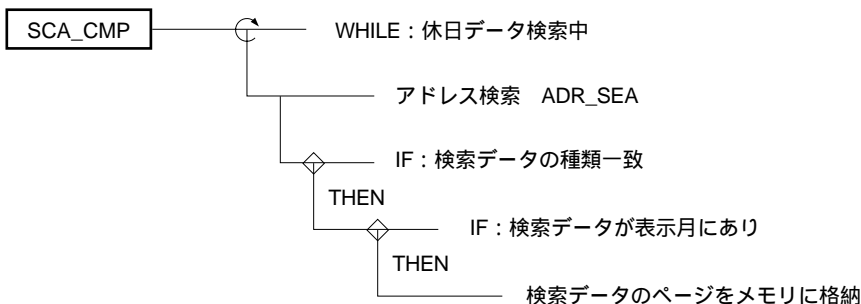 SCA_CMP
WHILE：休日データ検索中
アドレス検索　ADR_SEA
IF：検索データの種類一致
THEN
IF：検索データが表示月にあり
THEN
検索データのページをメモリに格納